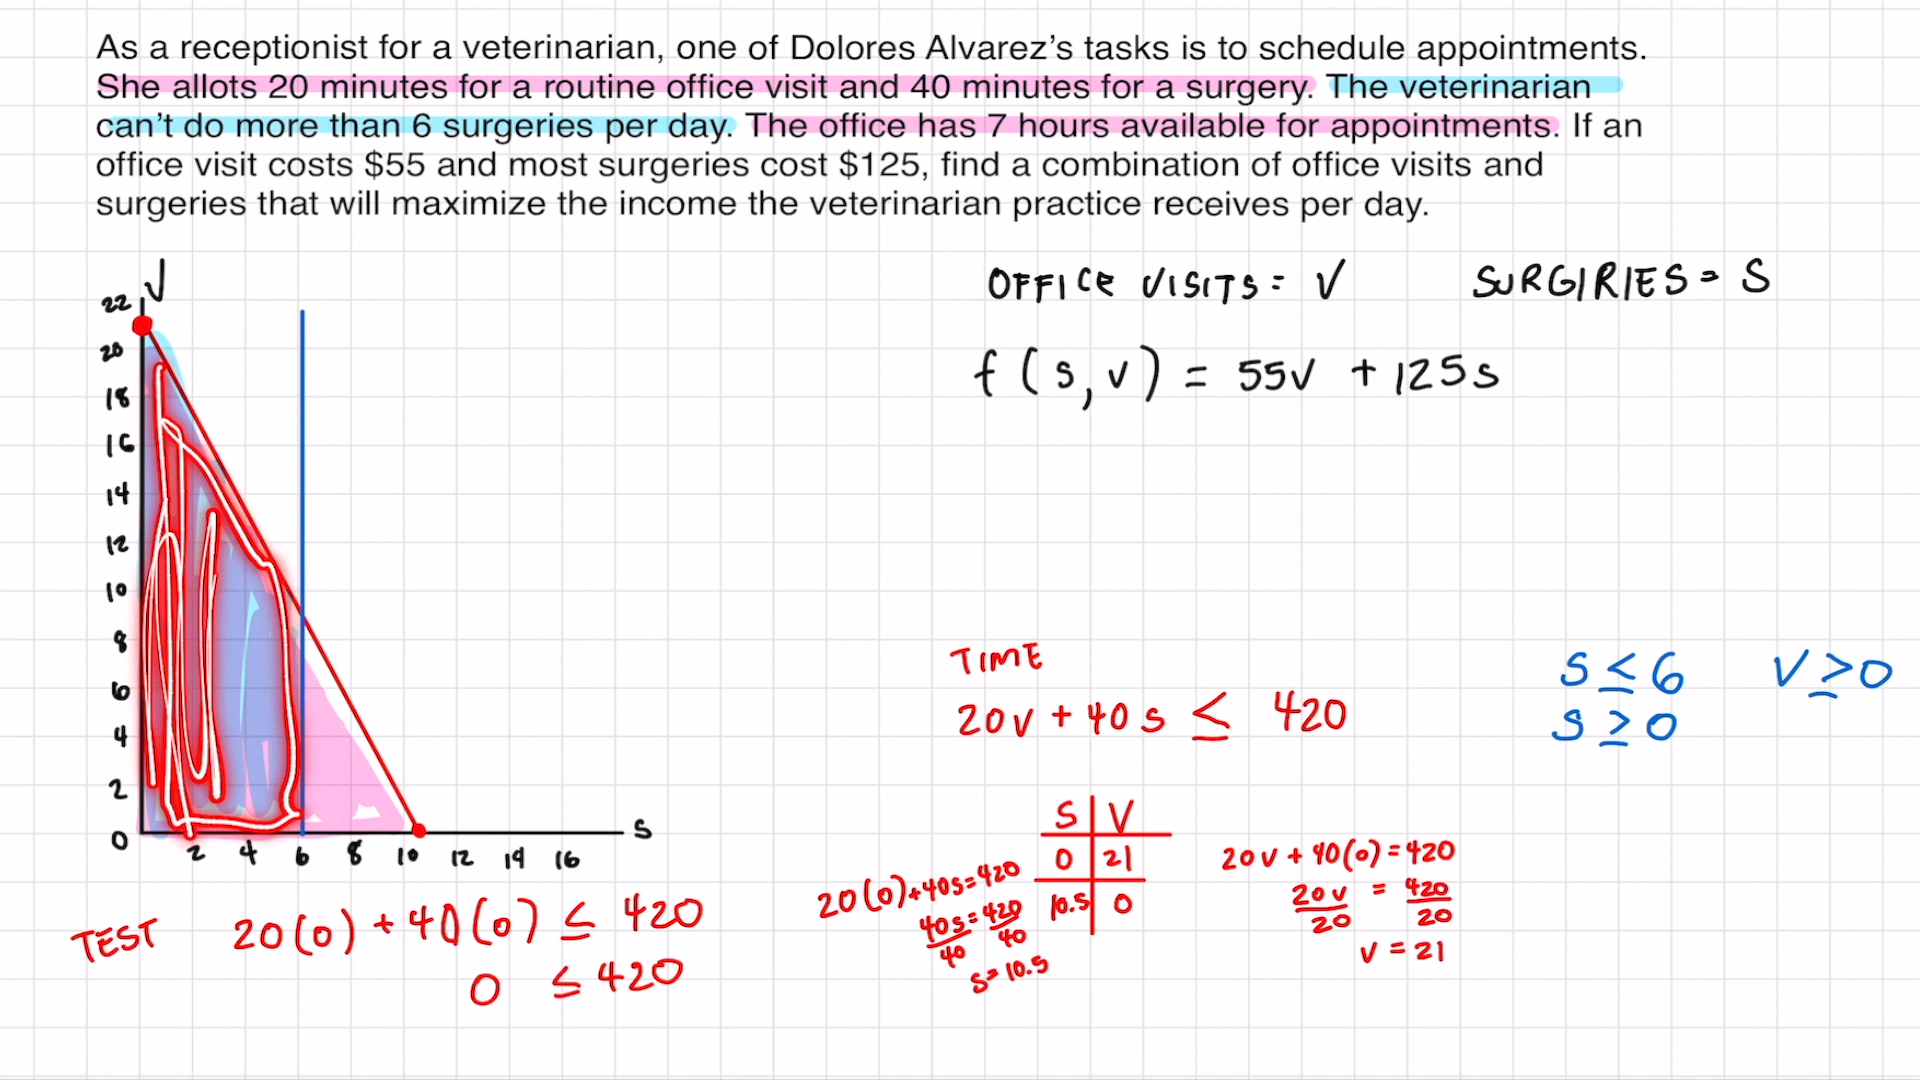 As a receptionist for a veterinarian, one of Dolores Alvarez’s tasks is to schedule appointments.
She allots 20 minutes for a routine office visit and 40 minutes for a surgery. The veterinarian
can’t do more than 6 surgeries per day. The office has 7 hours available for appointments. If an
office visit costs $55 and most surgeries cost $125, find a combination of office visits and
surgeries that will maximize the income the veterinarian practice receives per day.
OFFICE VISITS = V
SURGIRIES = S
f(s,v) = 55v + 125s
V
22
20
18
16
14
12
10
8
6
4
2
0
2 4 6 8 10 12 14 16
S
TIME
20v + 40s ≤ 420
S ≤ 6 V ≥ 0
S ≥ 0
S V
0 21
10.5 0
20(0)+40s=420
40s=420
40 40
s=10.5
20v + 40(0)=420
20v = 420
20 20
v = 21
TEST 20(0) + 40(0) ≤ 420
0 ≤ 420